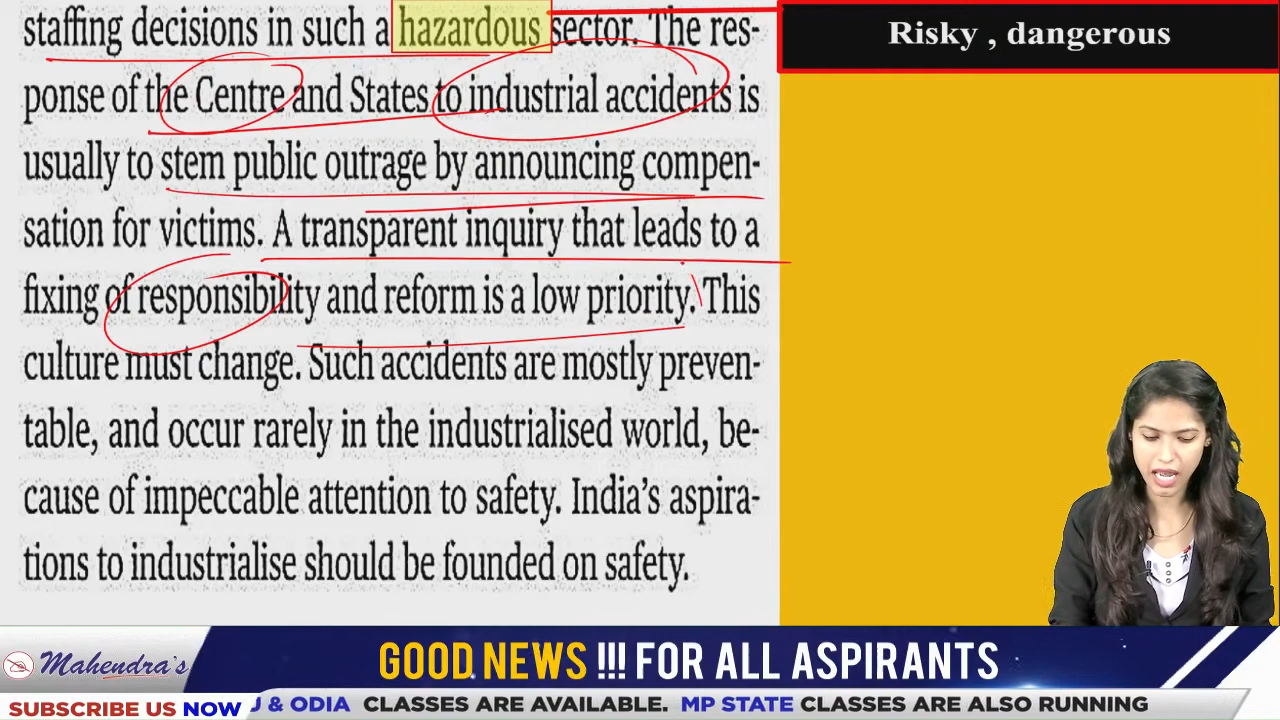 staffing decisions in such a hazardous sector. The res-
ponse of the Centre and States to industrial accidents is
usually to stem public outrage by announcing compen-
sation for victims. A transparent inquiry that leads to a
fixing of responsibility and reform is a low priority. This
culture must change. Such accidents are mostly preven-
table, and occur rarely in the industrialised world, be-
cause of impeccable attention to safety. India's aspira-
tions to industrialise should be founded on safety.
Risky , dangerous
Mahendra's
GOOD NEWS !!! FOR ALL ASPIRANTS
SUBSCRIBE US NOW
& ODIA CLASSES ARE AVAILABLE. MP STATE CLASSES ARE ALSO RUNNING